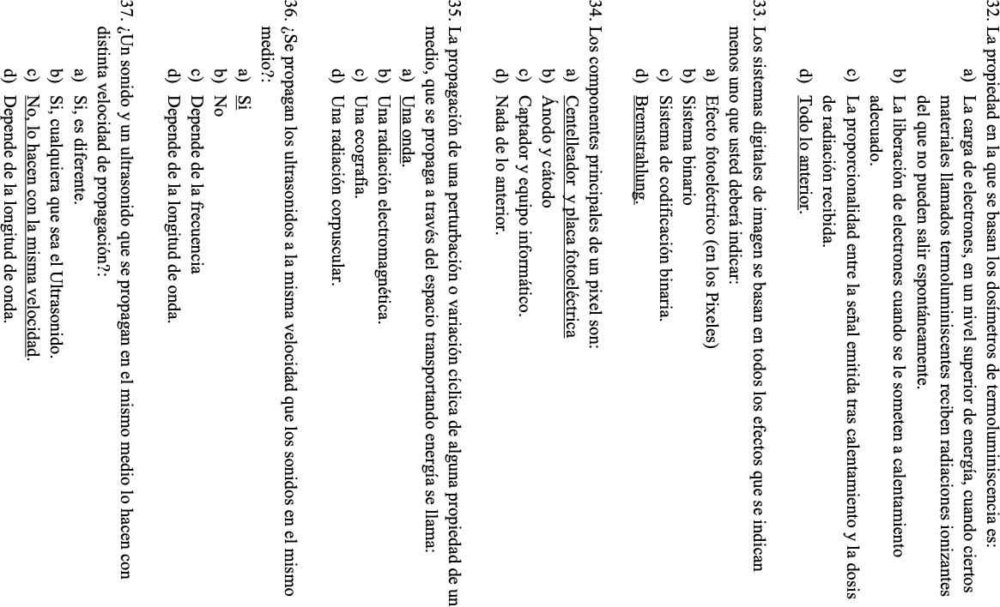 32. La propiedad en la que se basan los dosímetros de termoluminiscencia es:
a) La carga de electrones, en un nivel superior de energía, cuando ciertos
materiales llamados termoluminiscentes reciben radiaciones ionizantes
del que no pueden salir espontáneamente.
b) La liberación de electrones cuando se le someten a calentamiento
adecuado.
c) La proporcionalidad entre la señal emitida tras calentamiento y la dosis
de radiación recibida.
d) Todo lo anterior.
33. Los sistemas digitales de imagen se basan en todos los efectos que se indican
menos uno que usted deberá indicar:
a) Efecto fotoeléctrico (en los Pixeles)
b) Sistema binario
c) Sistema de codificación binaria.
d) Bremstrahlung.
34. Los componentes principales de un pixel son:
a) Centelleador y placa fotoeléctrica
b) Ánodo y cátodo
c) Captador y equipo informático.
d) Nada de lo anterior.
35. La propagación de una perturbación o variación cíclica de alguna propiedad de un
medio, que se propaga a través del espacio transportando energía se llama:
a) Una onda.
b) Una radiación electromagnética.
c) Una ecografía.
d) Una radiación corpuscular.
36. ¿Se propagan los ultrasonidos a la misma velocidad que los sonidos en el mismo
medio?:
a) Si
b) No
c) Depende de la frecuencia
d) Depende de la longitud de onda.
37. ¿Un sonido y un ultrasonido que se propagan en el mismo medio lo hacen con
distinta velocidad de propagación?:
a) Si, es diferente.
b) Si, cualquiera que sea el Ultrasonido.
c) No, lo hacen con la misma velocidad.
d) Depende de la longitud de onda.